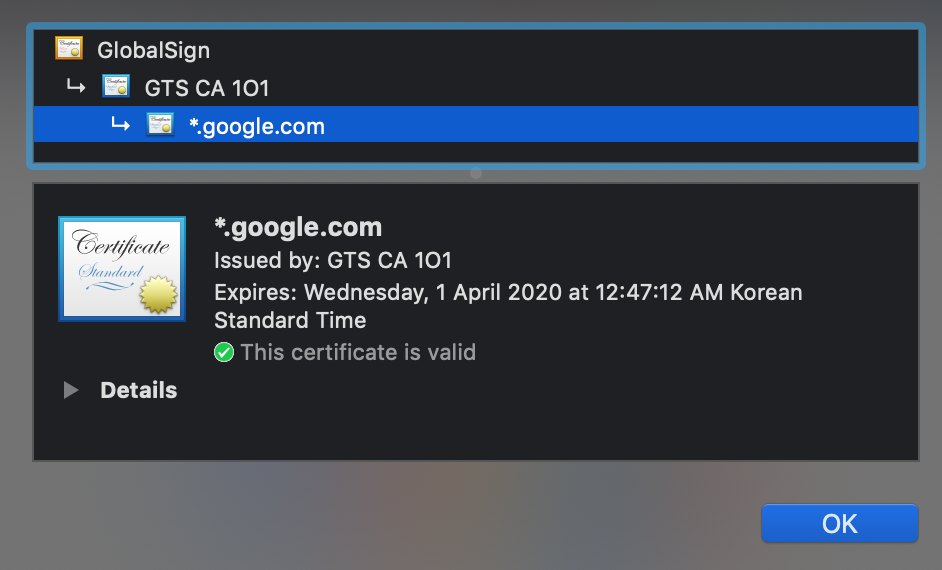 GlobalSign
GTS CA 1O1
*.google.com
Certificate
Standard
*.google.com
Issued by: GTS CA 1O1
Expires: Wednesday, 1 April 2020 at 12:47:12 AM Korean
Standard Time
This certificate is valid
Details
OK